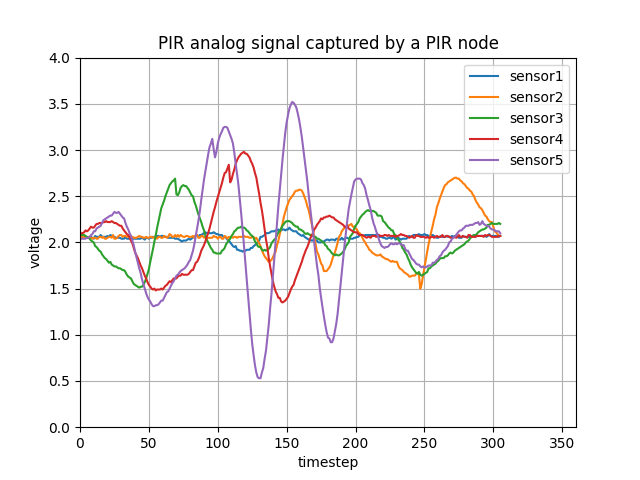 PIR analog signal captured by a PIR node
4.0
3.5
3.0
2.5
2.0
1.5
1.0
0.5
0.0
voltage
sensor1
sensor2
sensor3
sensor4
sensor5
0 50 100 150 200 250 300 350
timestep